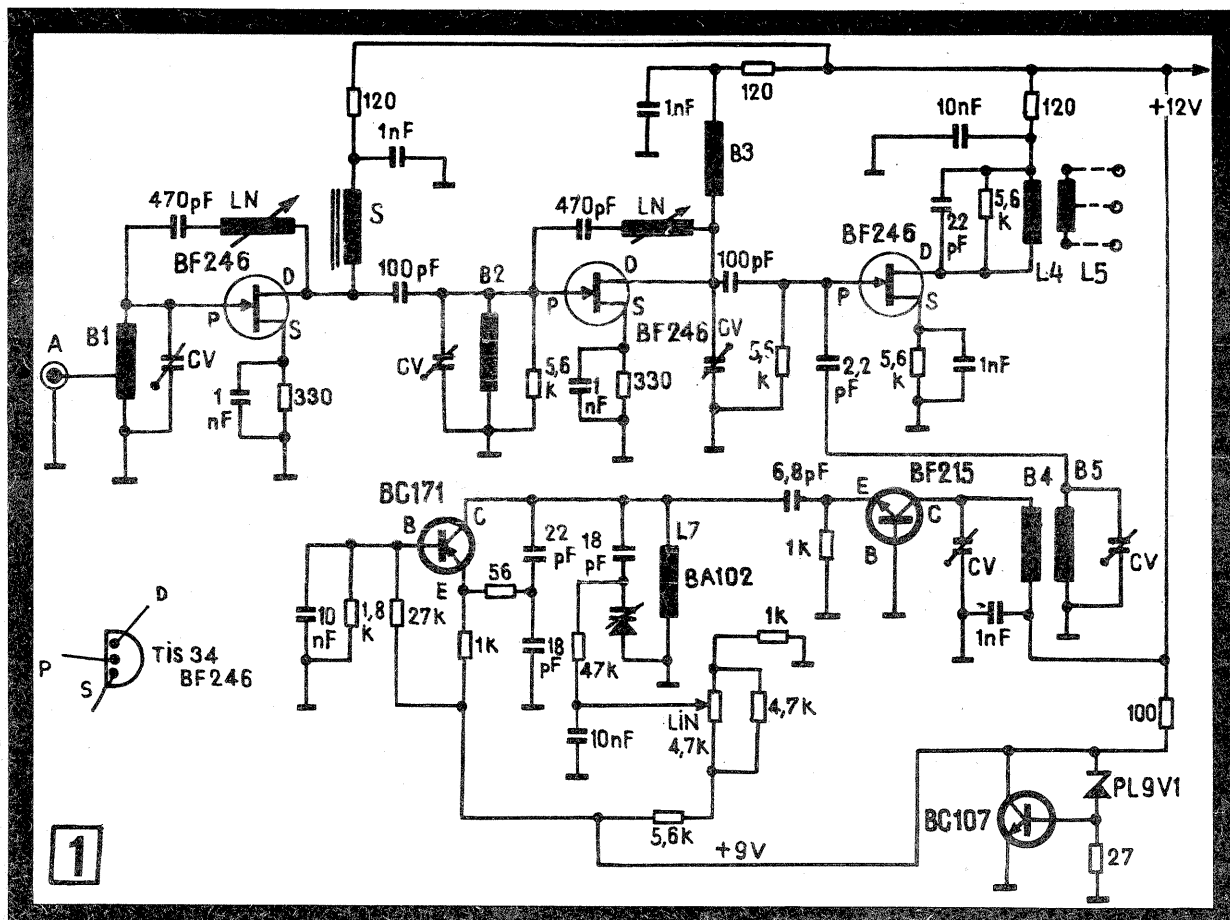 120
1nF
120
1nF
10nF
120
+12V
B3
470pF
LN
S
470pF
LN
BF246
D
100pF
B2
D
100pF
BF246
D
22
pF
5,6
k
L4
L5
P
S
P
S
BF246
P
S
A
B1
CV
1
nF
330
CV
5,6
k
1
nF
330
CV
k
2,2
pF
5,6
k
1nF
BC171
B
C
E
22
pF
18
pF
L7
BA102
6,8pF
E
BF215
C
B
B4
B5
1k
CV
CV
1nF
10
nF
1,8
k
27k
56
1k
18
pF
47k
1k
D
P
S
TiS 34
BF246
10nF
LiN
4,7k
4,7k
100
PL9V1
BC107
27
5,6k
+9V
1